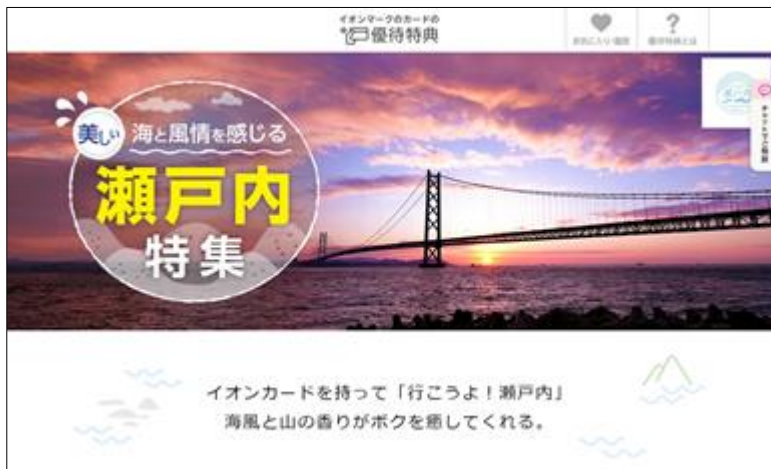 イオンマークのカードの
優待特典
お気に入り一覧
優待特典とは
美しい
海と風情を感じる
瀬戸内
特集
イオンカードを持って「行こうよ！瀬戸内」
海風と山の香りがボクを癒してくれる。